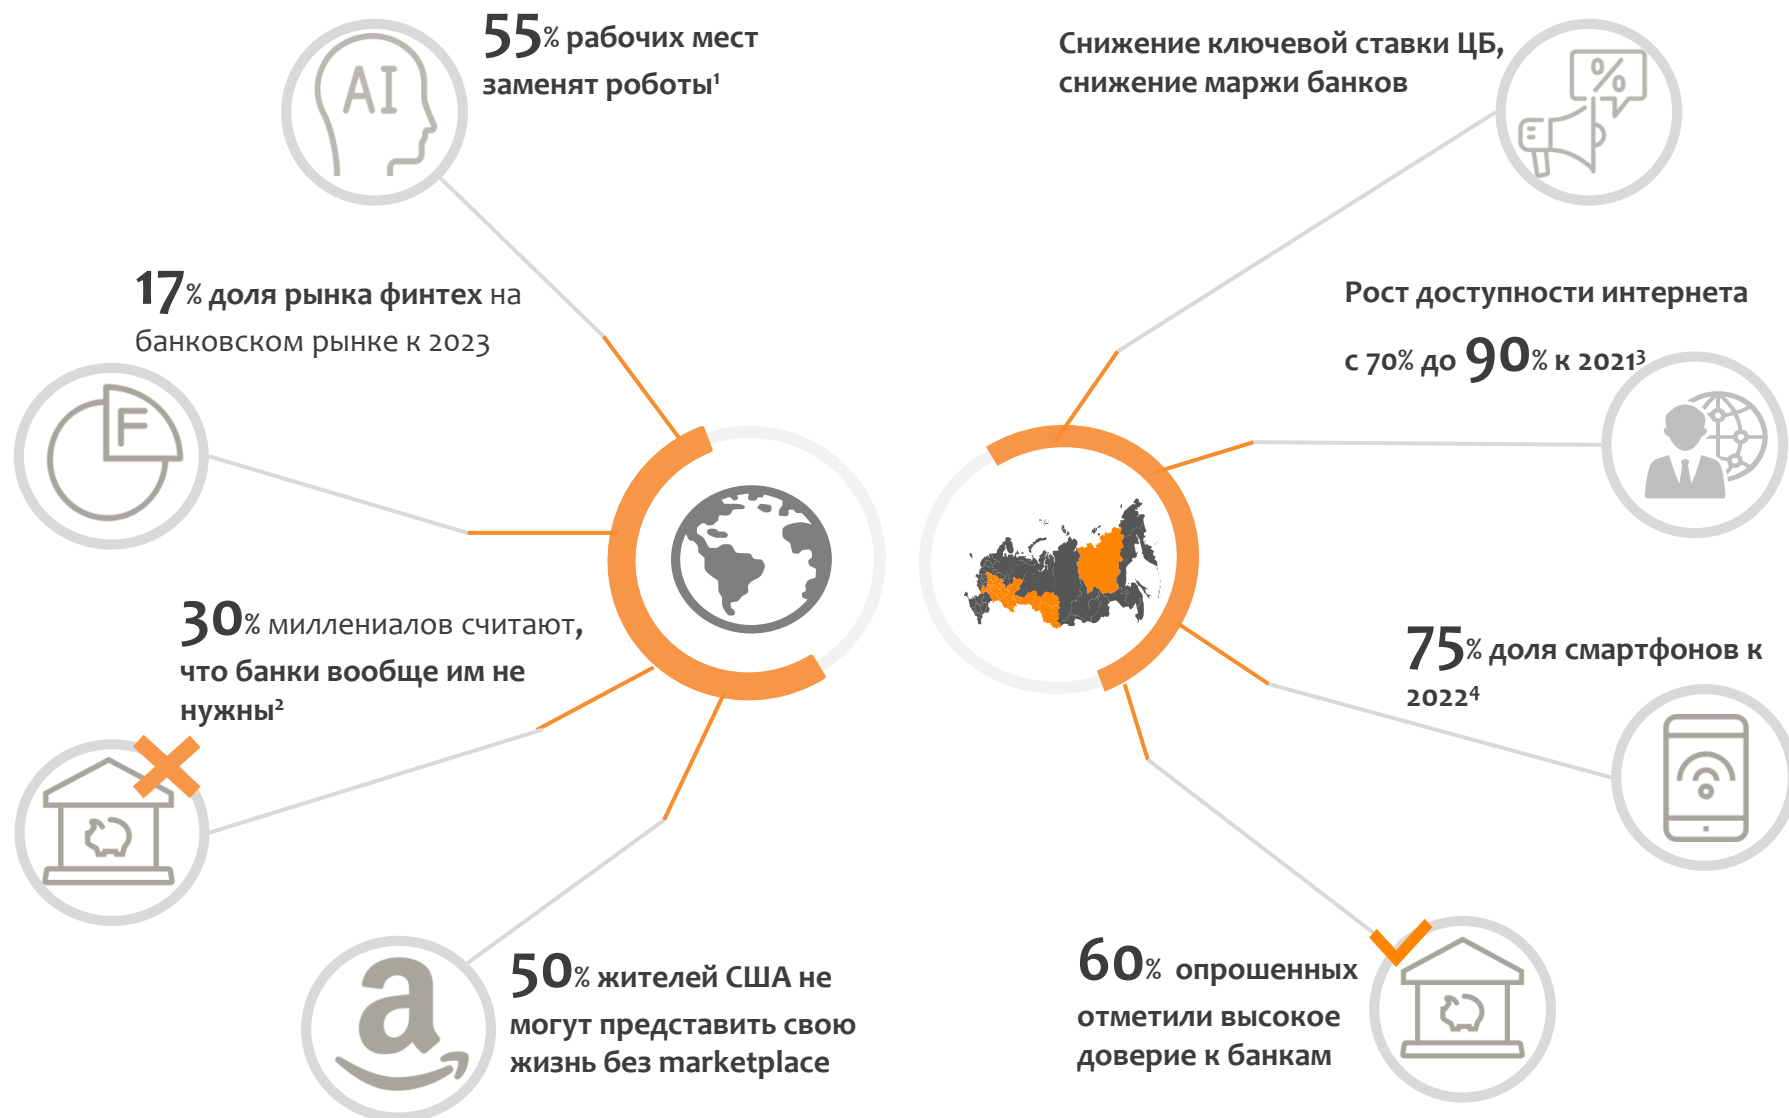 AI
55% рабочих мест
заменят роботы¹
17% доля рынка финтех на
банковском рынке к 2023
F
30% миллениалов считают,
что банки вообще им не
нужны²
a
50% жителей США не
могут представить свою
жизнь без marketplace
Снижение ключевой ставки ЦБ,
снижение маржи банков
%
Рост доступности интернета
с 70% до 90% к 2021³
75% доля смартфонов к
2022⁴
60% опрошенных
отметили высокое
доверие к банкам